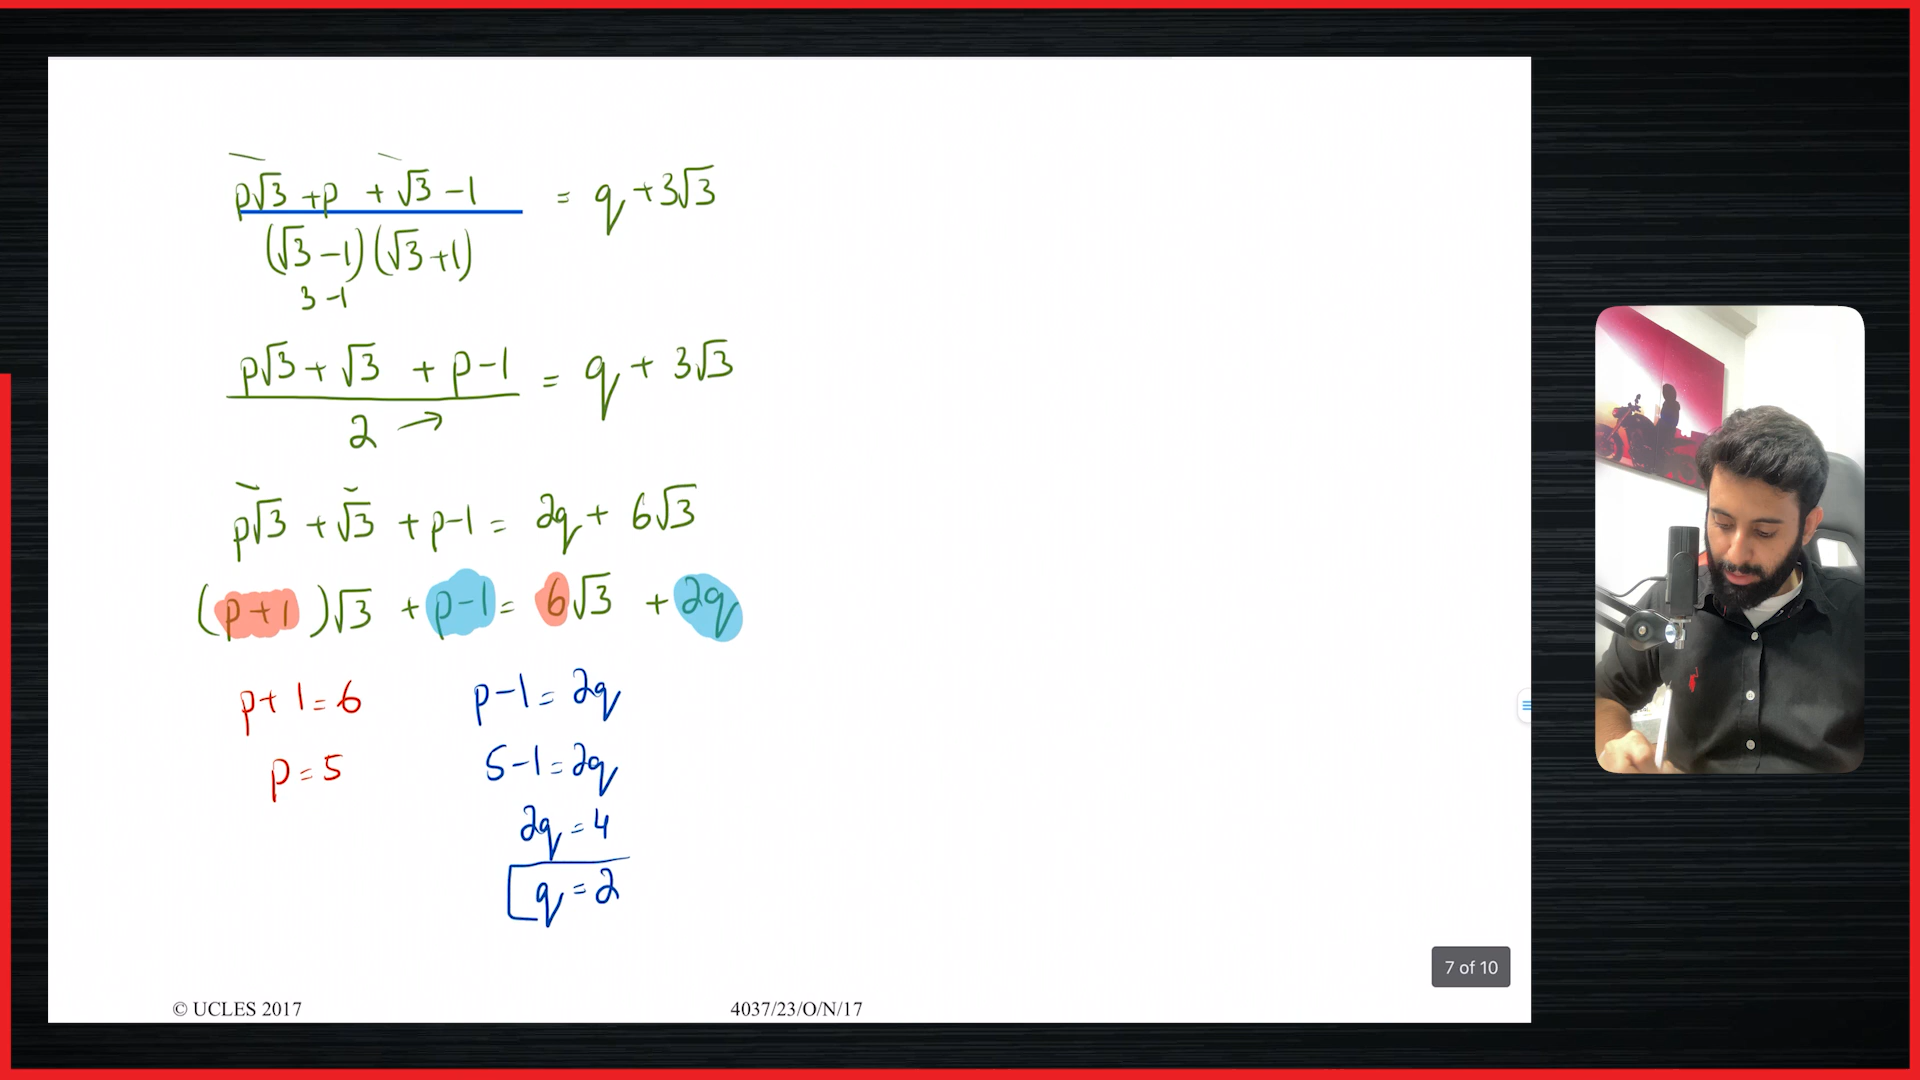 p√3 + p + √3 - 1 = q + 3√3
(√3 - 1)(√3 + 1)
3 - 1
p√3 + √3 + p - 1 = q + 3√3
2 →
p√3 + √3 + p - 1 = 2q + 6√3
(p + 1)√3 + p - 1 = 6√3 + 2q
p + 1 = 6
p = 5
p - 1 = 2q
5 - 1 = 2q
2q = 4
q = 2
7 of 10
© UCLES 2017
4037/23/O/N/17